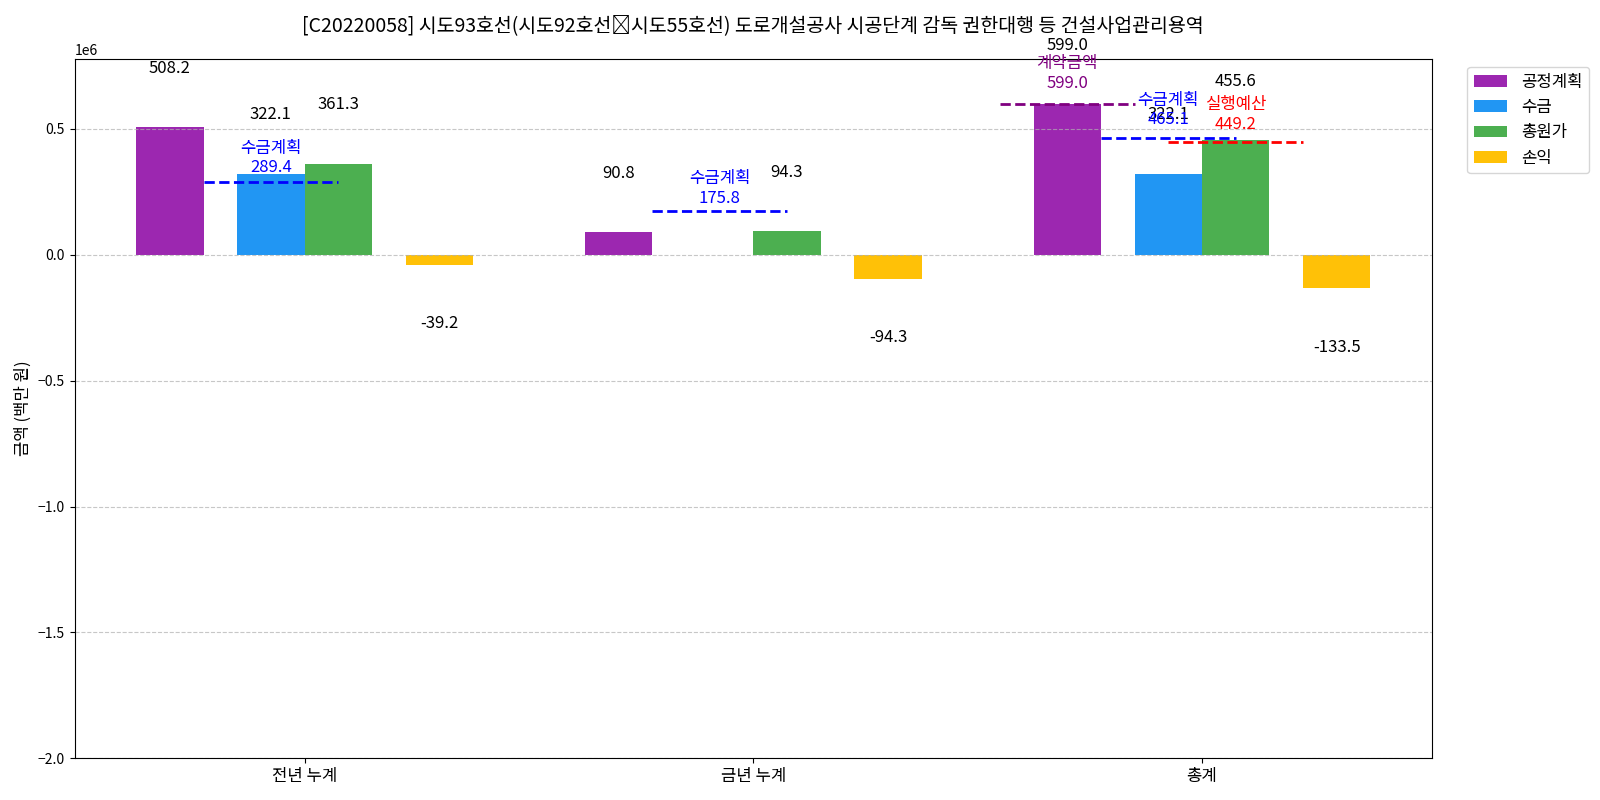 [C20220058] 시도93호선(시도92호선시도55호선) 도로개설공사 시공단계 감독 권한대행 등 건설사업관리용역
1e6
508.2
322.1
361.3
수금계획
289.4
-39.2
90.8
수금계획
175.8
94.3
-94.3
599.0
계약금액
599.0
수금계획
465.1
322.1
455.6
실행예산
449.2
-133.5
공정계획
수금
총원가
손익
금액 (백만 원)
0.5
0.0
−0.5
−1.0
−1.5
−2.0
전년 누계
금년 누계
총계